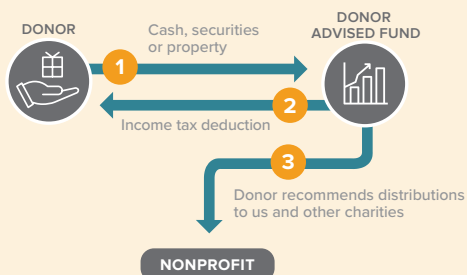 DONOR
Cash, securities
or property
DONOR
ADVISED FUND
1
2
Income tax deduction
3
Donor recommends distributions
to us and other charities
NONPROFIT